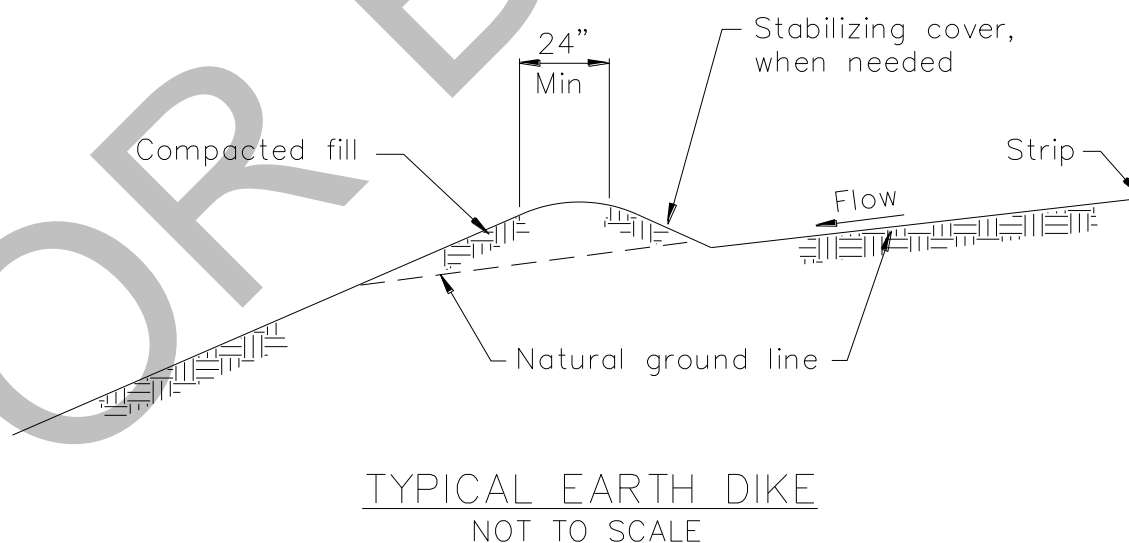 24”
Min
Stabilizing cover,
when needed
Compacted fill
Strip
Flow
Natural ground line
TYPICAL EARTH DIKE
NOT TO SCALE
OR